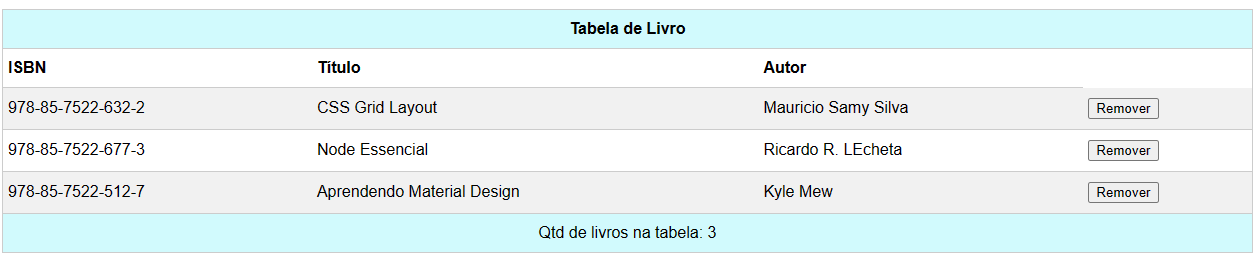 Tabela de Livro
ISBN Título Autor
978-85-7522-632-2 CSS Grid Layout Mauricio Samy Silva Remover
978-85-7522-677-3 Node Essencial Ricardo R. LEcheta Remover
978-85-7522-512-7 Aprendendo Material Design Kyle Mew Remover
Qtd de livros na tabela: 3